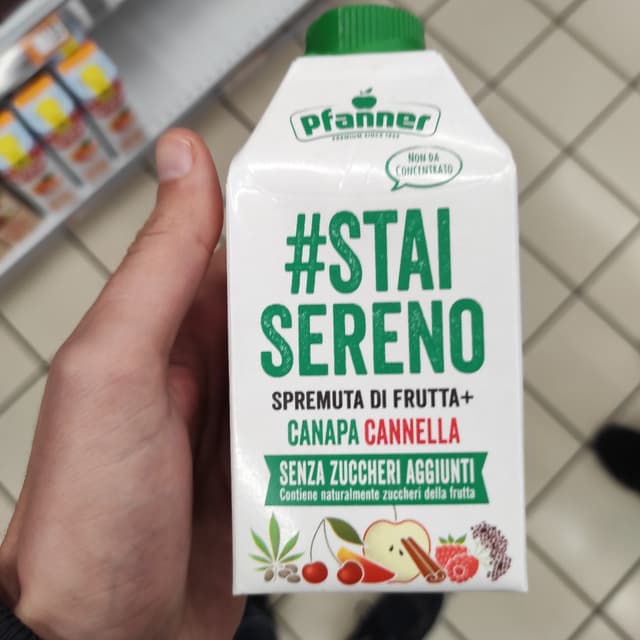 Pfanner
PREMIUM SINCE 1856
NON DA
CONCENTRATO
#STAI
SERENO
SPREMUTA DI FRUTTA+
CANAPA CANNELLA
SENZA ZUCCHERI AGGIUNTI
Contiene naturalmente zuccheri della frutta